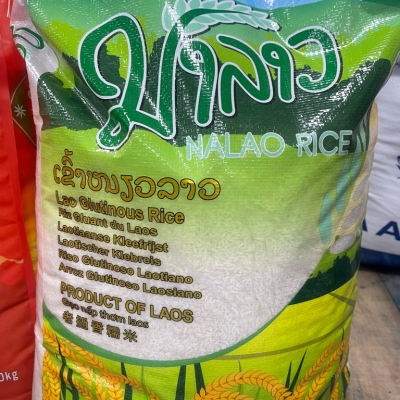 ນາລາວ
NALAO RICE
ເຂົ້າໜຽວລາວ
Lao Glutinous Rice
Riz Gluant du Laos
Laotiaanse Kleefrijst
Laotischer Klebreis
Riso Glutinoso Laotiano
Arroz Glutinoso Laosiano
PRODUCT OF LAOS
Gạo nếp thơm laos
老撾香糯米
0kg
A